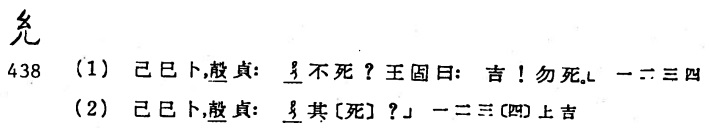 允
438 (1) 己巳卜,㱿貞: 不死?王固曰: 吉!勿死。」 一二三四
(2) 己巳卜,㱿貞: 其〔死〕?」 一二三〔四〕上吉